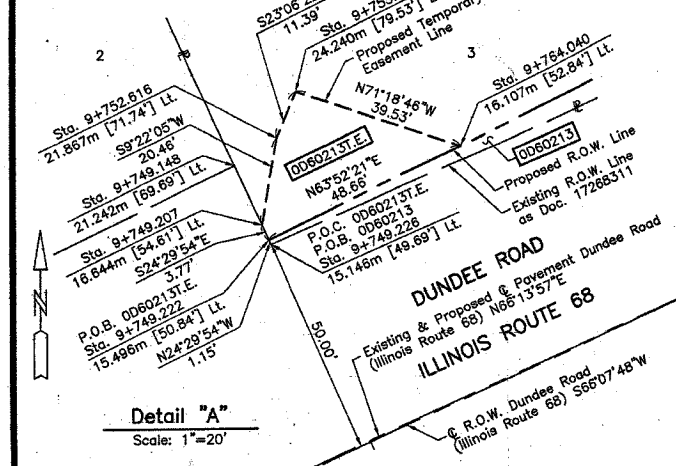 S23°06'
11.39'
24.240m [79.53'] Lt.
Proposed Temporary
Easement Line
2
3
Sta. 9+764.040
16.107m [52.84'] Lt.
N71°18'46"W
39.53'
Sta. 9+752.616
21.867m [71.74'] Lt.
S9°22'05"W
20.46'
Sta. 9+749.148
21.242m [69.69'] Lt.
0D60213T.E.
N63°52'21"E
48.66'
0D60213
Proposed R.O.W. Line
Existing R.O.W. Line
as Doc. 17268311
Sta. 9+749.207
16.644m [54.61'] Lt.
S24°29'54"E
3.77'
P.O.C. 0D60213T.E.
P.O.B. 0D60213
Sta. 9+749.226
15.146m [49.69'] Lt.
P.O.B. 0D60213T.E.
Sta. 9+749.222
15.496m [50.84'] Lt.
N24°29'54"W
1.15'
N
50.00'
DUNDEE ROAD
Existing & Proposed ℄ Pavement Dundee Road
(Illinois Route 68) N66°13'57"E
ILLINOIS ROUTE 68
℄ R.O.W. Dundee Road
(Illinois Route 68) S66°07'48"W
Detail "A"
Scale: 1"=20'